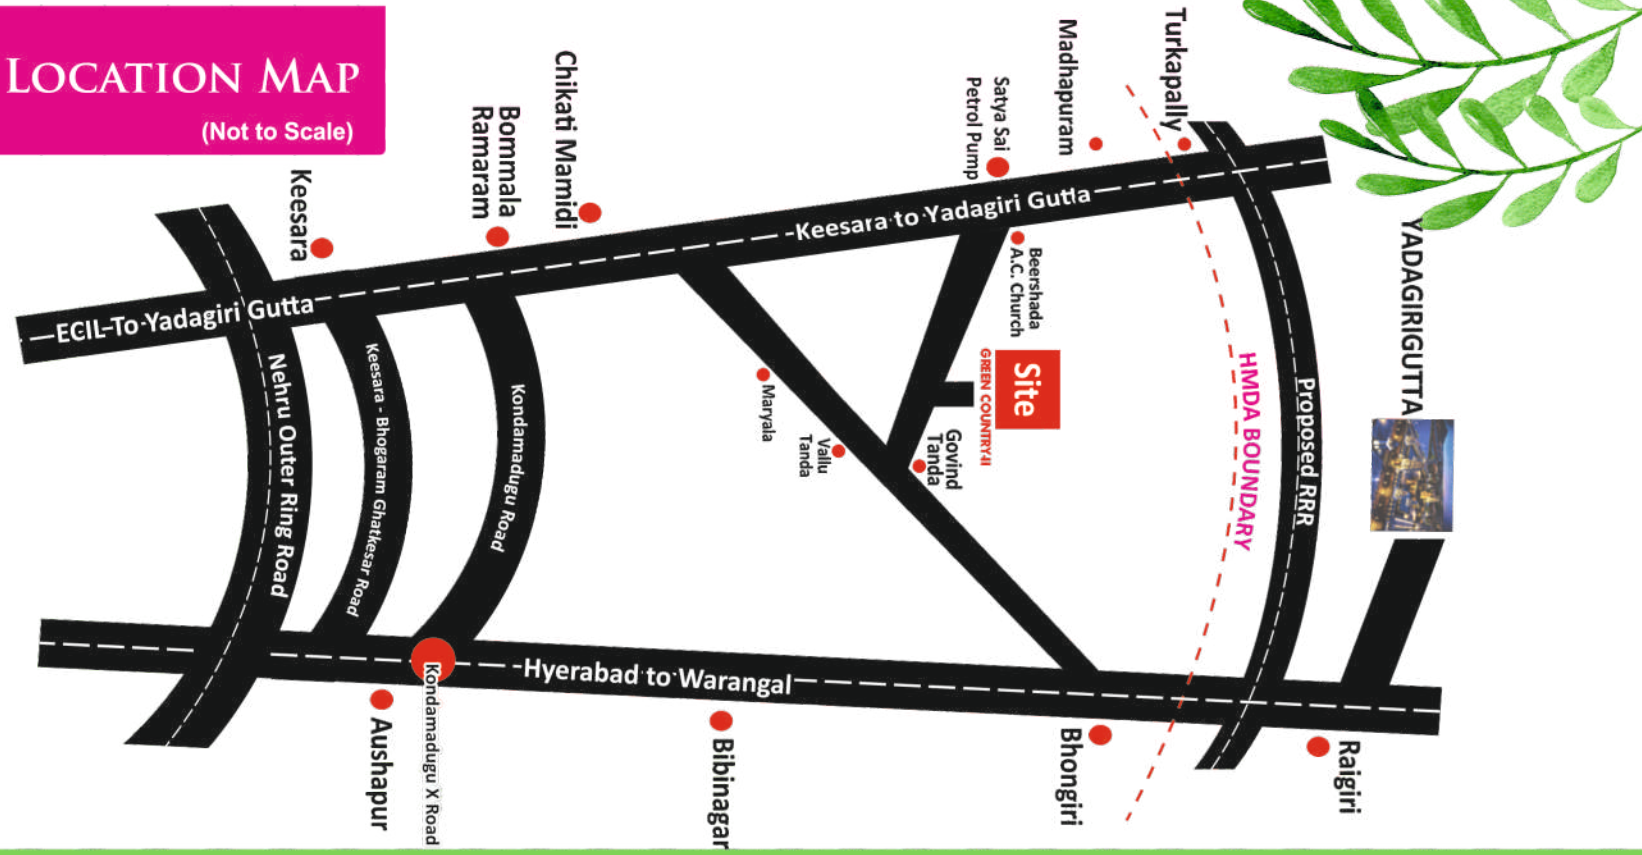 LOCATION MAP
(Not to Scale)
Keesara
Bommala
Ramaram
Chikati Mamidi
Satya Sai
Petrol Pump
Madhapuram
Turkapally
YADAGIRIGUTTA
ECIL-To-Yadagiri Gutta
-Keesara to Yadagiri Gutta
Beershada
A.C. Church
Site
GREEN COUNTRY41
Govind
Tanda
Maryala
Vallu
Tanda
Nehru Outer Ring Road
Keesara - Bhogaram Ghatkesar Road
Kondamadugu Road
HMDA BOUNDARY
Proposed RRR
-Hyerabad to Warangal
Aushapur
Kondamadugu X Road
Bibinagar
Bhongiri
Raigiri